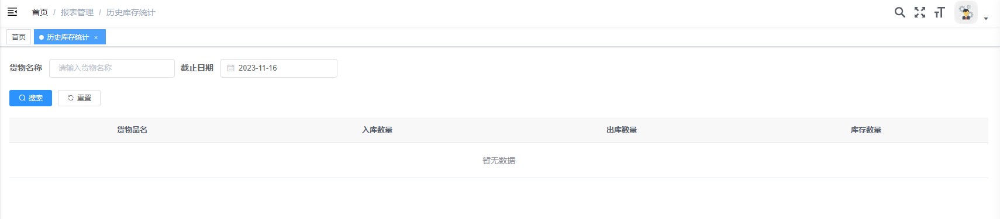 首页 / 报表管理 / 历史库存统计
首页 历史库存统计 ×
货物名称 请输入货物名称 截止日期 2023-11-16
搜索 重置
货物品名 入库数量 出库数量 库存数量
暂无数据